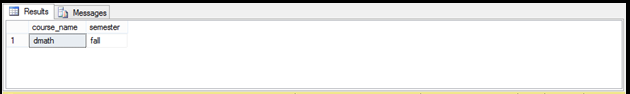 Results Messages
course_name semester
1 dmath fall